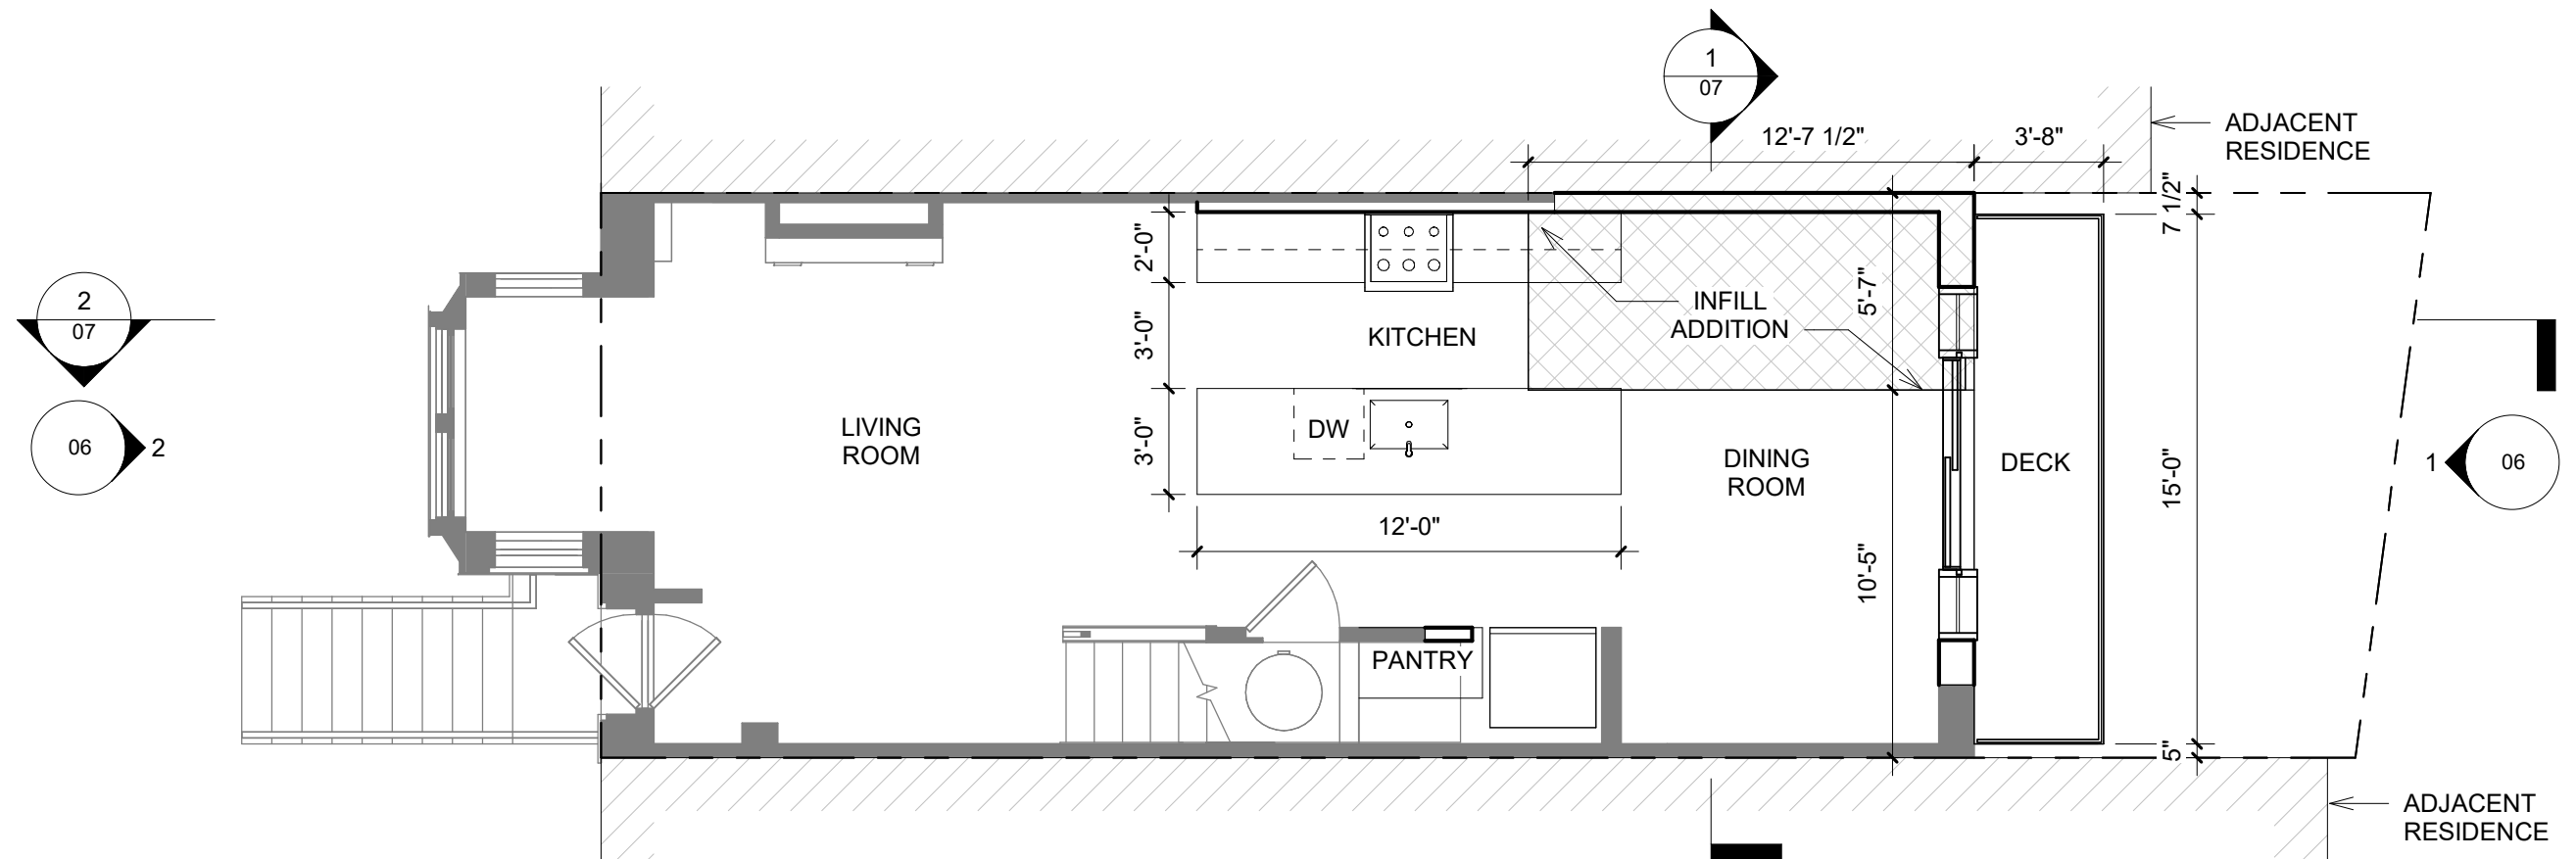 1
07
12'-7 1/2"
3'-8"
ADJACENT
RESIDENCE
7 1/2"
2'-0"
5'-7"
2
07
INFILL
ADDITION
3'-0"
KITCHEN
LIVING
ROOM
3'-0"
DW
06
2
DINING
ROOM
DECK
15'-0"
1
06
12'-0"
10'-5"
PANTRY
5"
ADJACENT
RESIDENCE